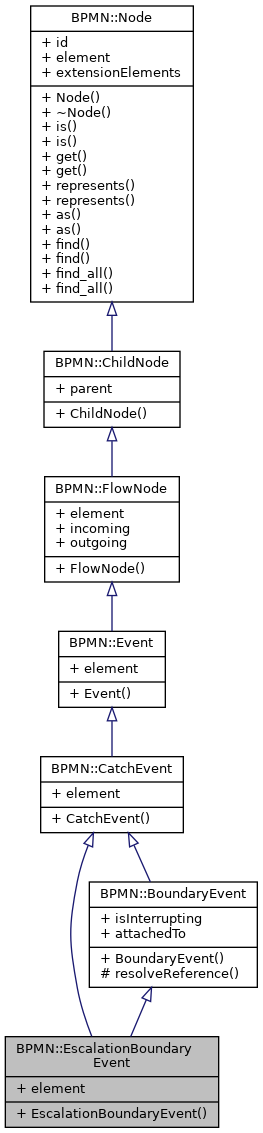 BPMN::Node
+ id
+ element
+ extensionElements
+ Node()
+ ~Node()
+ is()
+ is()
+ get()
+ get()
+ represents()
+ represents()
+ as()
+ as()
+ find()
+ find()
+ find_all()
+ find_all()
BPMN::ChildNode
+ parent
+ ChildNode()
BPMN::FlowNode
+ element
+ incoming
+ outgoing
+ FlowNode()
BPMN::Event
+ element
+ Event()
BPMN::CatchEvent
+ element
+ CatchEvent()
BPMN::BoundaryEvent
+ isInterrupting
+ attachedTo
+ BoundaryEvent()
# resolveReference()
BPMN::EscalationBoundary
Event
+ element
+ EscalationBoundaryEvent()